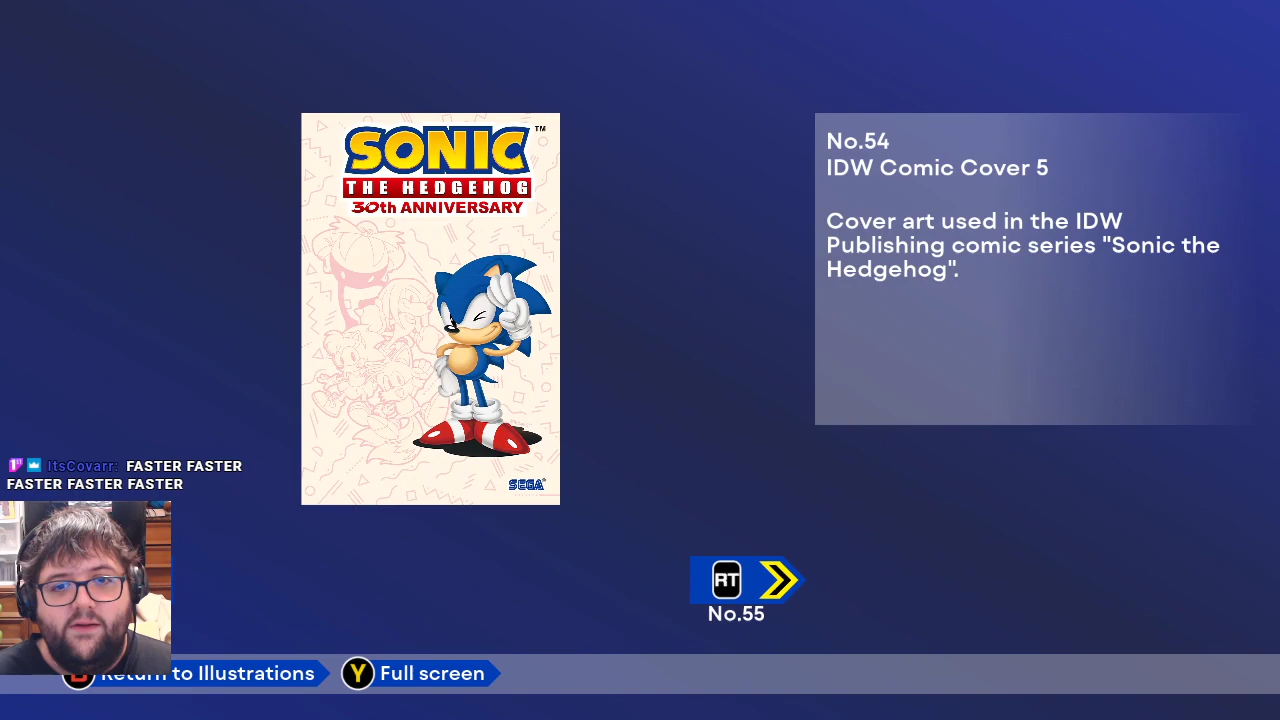 SONIC™
THE HEDGEHOG
30th ANNIVERSARY
SEGA®
No.54
IDW Comic Cover 5
Cover art used in the IDW
Publishing comic series "Sonic the
Hedgehog".
ItsCovarr: FASTER FASTER
FASTER FASTER FASTER
RT
No.55
B Return to Illustrations
Y Full screen